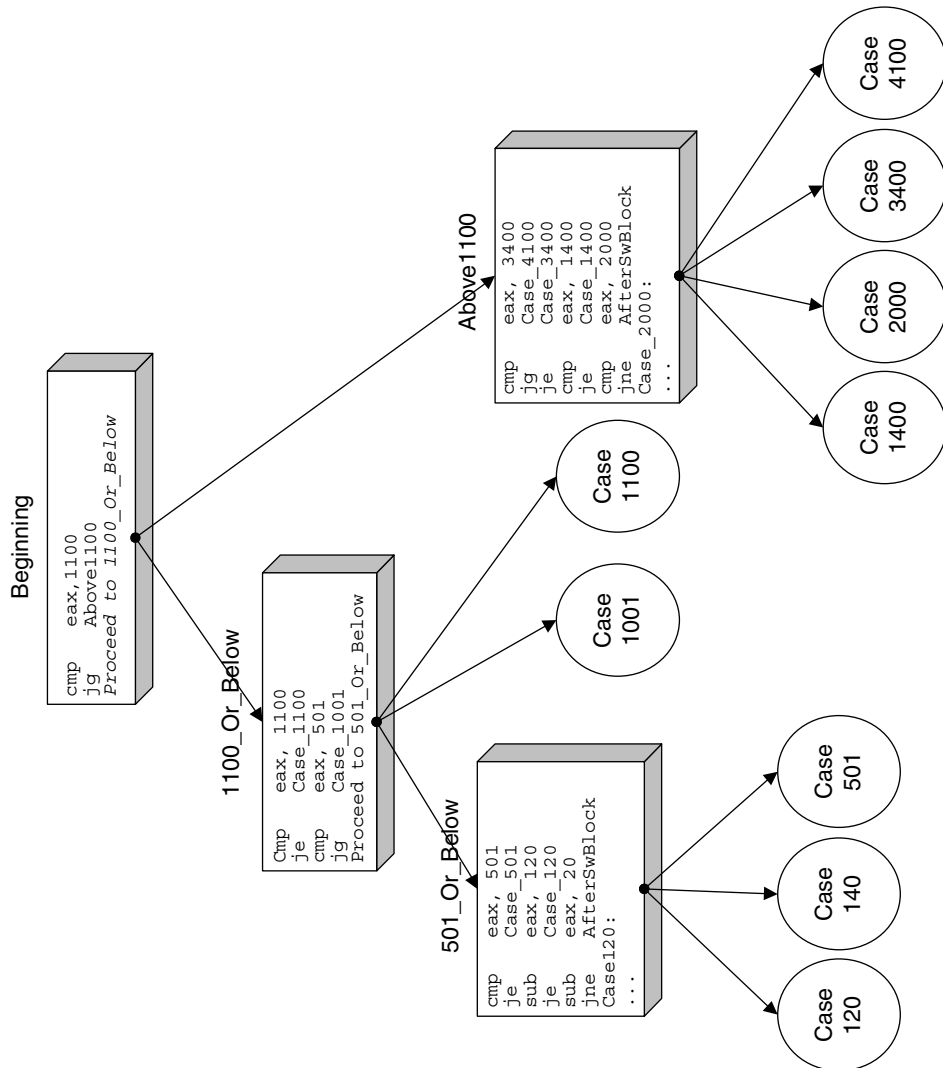 Beginning
cmp eax,1100
jg Above1100
Proceed to 1100_Or_Below
1100_Or_Below
Cmp eax, 1100
je Case_1100
cmp eax, 501
jg Case_1001
Proceed to 501_Or_Below
Above1100
cmp eax, 3400
jg Case_4100
je Case_3400
cmp eax, 1400
je Case_1400
cmp eax, 2000
jne AfterSwBlock
Case_2000:
...
501_Or_Below
cmp eax, 501
je Case_501
sub eax, 120
je Case_120
sub eax, 20
jne AfterSwBlock
Case120:
...
Case
1001
Case
1100
Case
120
Case
140
Case
501
Case
1400
Case
2000
Case
3400
Case
4100